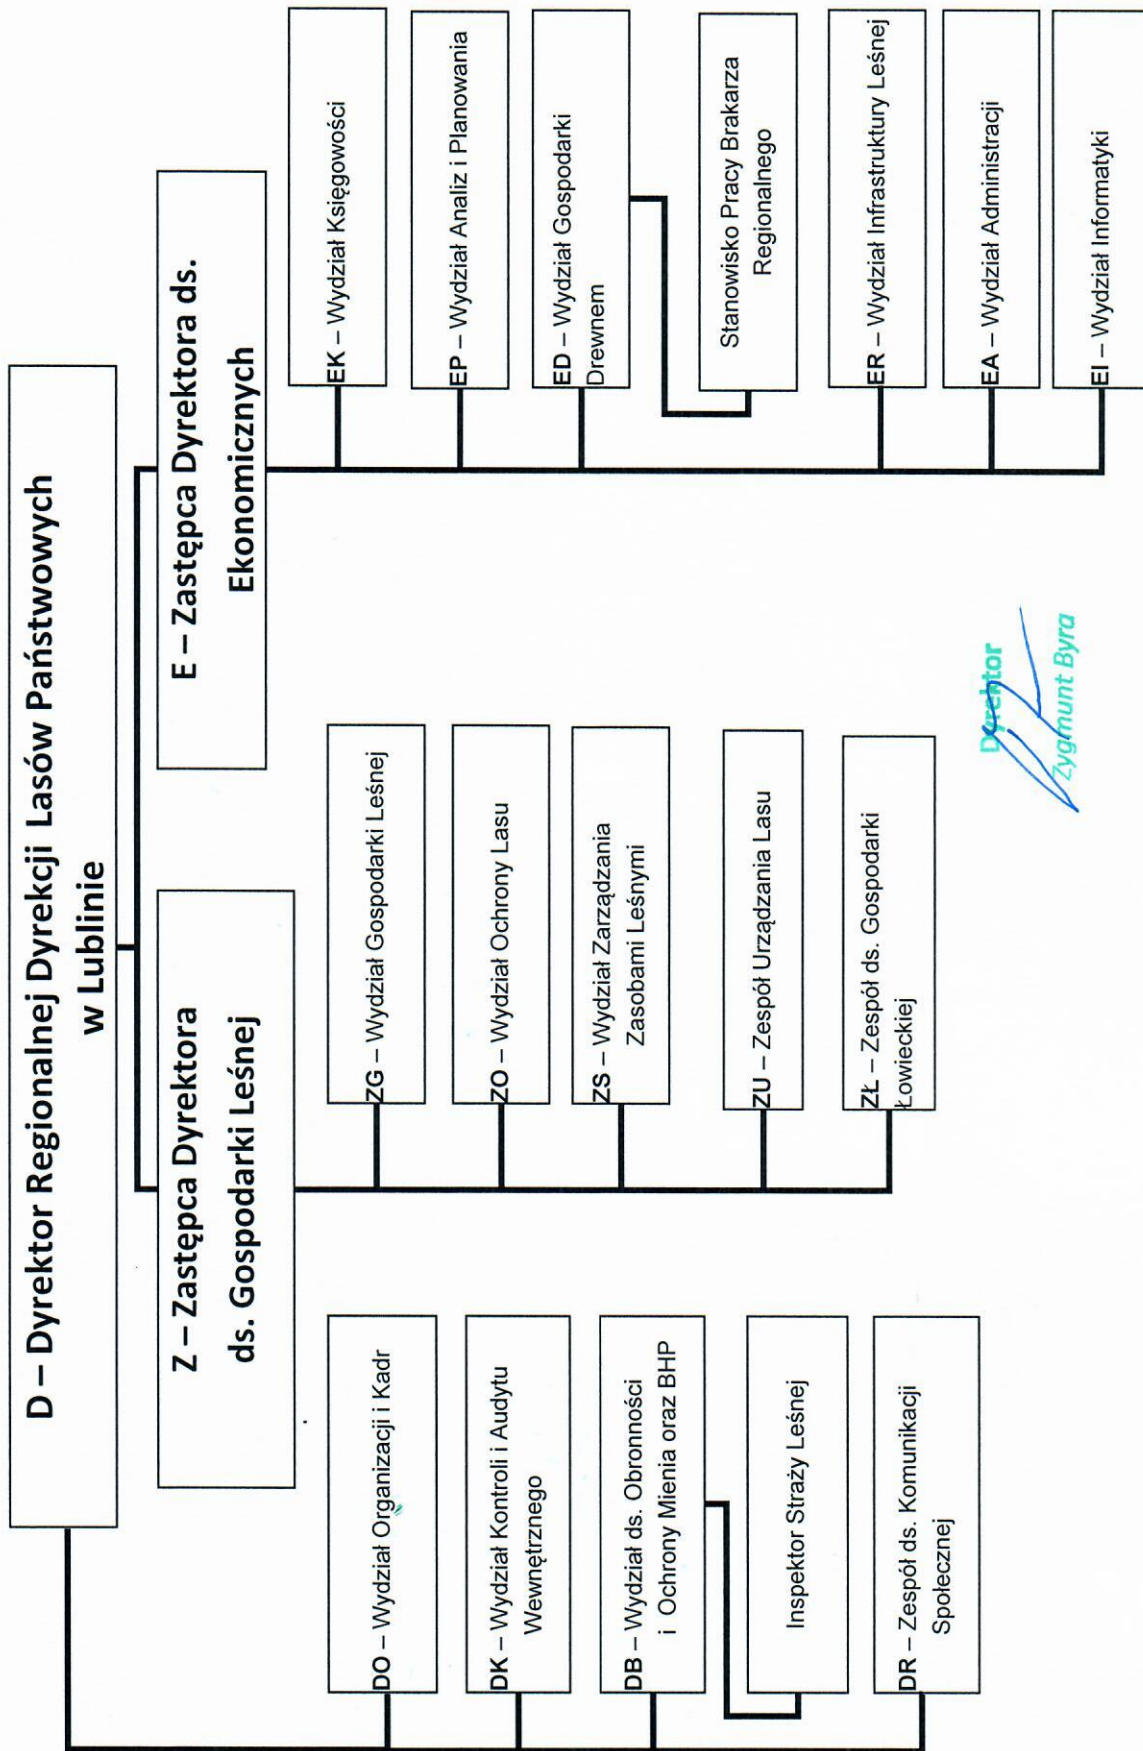 D – Dyrektor Regionalnej Dyrekcji Lasów Państwowych
w Lublinie
Z – Zastępca Dyrektora
ds. Gospodarki Leśnej
E – Zastępca Dyrektora ds.
Ekonomicznych
DO – Wydział Organizacji i Kadr
DK – Wydział Kontroli i Audytu
Wewnętrznego
DB – Wydział ds. Obronności
i Ochrony Mienia oraz BHP
Inspektor Straży Leśnej
DR – Zespół ds. Komunikacji
Społecznej
ZG – Wydział Gospodarki Leśnej
ZO – Wydział Ochrony Lasu
ZS – Wydział Zarządzania
Zasobami Leśnymi
ZU – Zespół Urządzania Lasu
ZŁ – Zespół ds. Gospodarki
Łowieckiej
EK – Wydział Księgowości
EP – Wydział Analiz i Planowania
ED – Wydział Gospodarki
Drewnem
Stanowisko Pracy Brakarza
Regionalnego
ER – Wydział Infrastruktury Leśnej
EA – Wydział Administracji
EI – Wydział Informatyki
Dyrektor
Zygmunt Byra